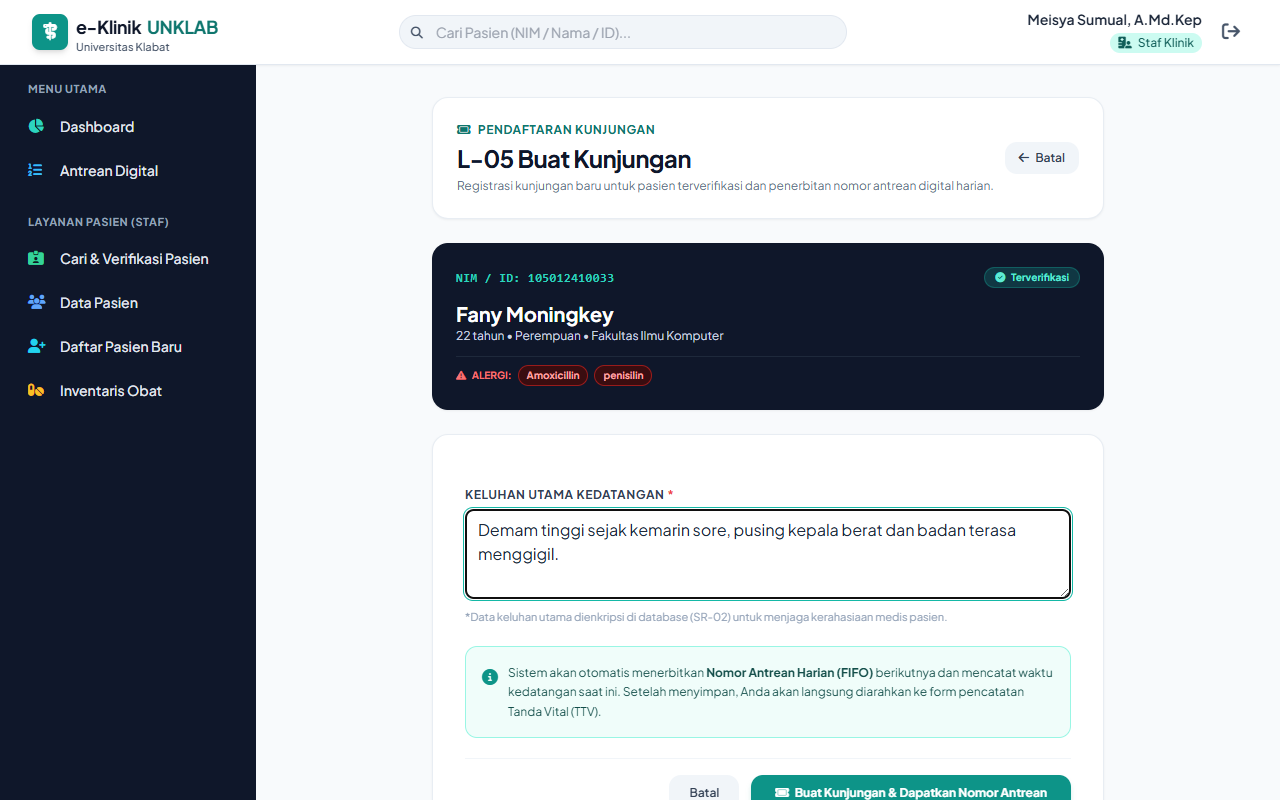 e-Klinik UNKLAB
Universitas Klabat
Cari Pasien (NIM / Nama / ID)...
Meisya Sumual, A.Md.Kep
Staf Klinik
MENU UTAMA
Dashboard
Antrean Digital
LAYANAN PASIEN (STAF)
Cari & Verifikasi Pasien
Data Pasien
Daftar Pasien Baru
Inventaris Obat
PENDAFTARAN KUNJUNGAN
L-05 Buat Kunjungan
Registrasi kunjungan baru untuk pasien terverifikasi dan penerbitan nomor antrean digital harian.
Batal
NIM / ID: 105012410033
Terverifikasi
Fany Moningkey
22 tahun • Perempuan • Fakultas Ilmu Komputer
ALERGI: Amoxicillin penisilin
KELUHAN UTAMA KEDATANGAN *
Demam tinggi sejak kemarin sore, pusing kepala berat dan badan terasa
menggigil.
*Data keluhan utama dienkripsi di database (SR-02) untuk menjaga kerahasiaan medis pasien.
Sistem akan otomatis menerbitkan Nomor Antrean Harian (FIFO) berikutnya dan mencatat waktu
kedatangan saat ini. Setelah menyimpan, Anda akan langsung diarahkan ke form pencatatan
Tanda Vital (TTV).
Batal
Buat Kunjungan & Dapatkan Nomor Antrean